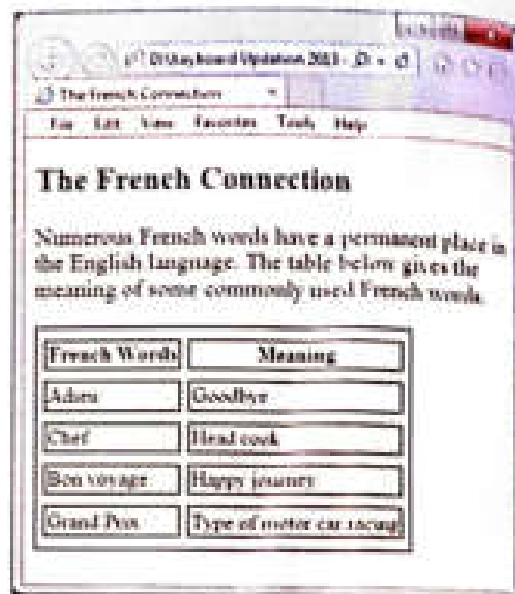 The French Connection
File Edit View Favorites Tools Help
The French Connection
Numerous French words have a permanent place in
the English language. The table below gives the
meaning of some commonly used French words.
French Words Meaning
Adieu Goodbye
Chef Head cook
Bon voyage Happy journey
Grand Prix Type of motor car racing